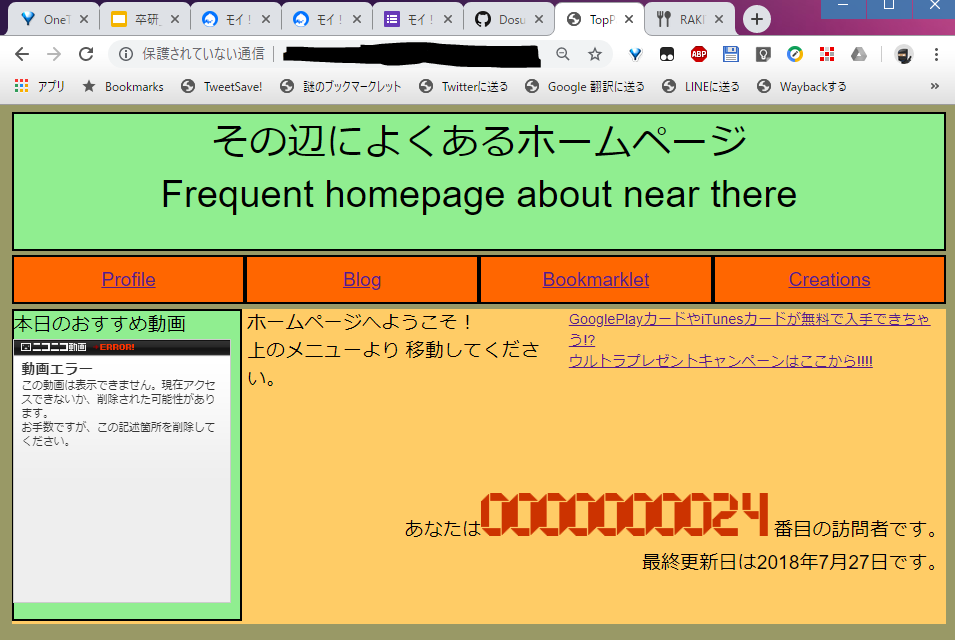 OneT
卒研
モイ!
モイ!
モイ!
Dosu
TopP
RAKI
保護されていない通信
ABP
アプリ
Bookmarks
TweetSave!
謎のブックマークレット
Twitterに送る
Google 翻訳に送る
LINEに送る
Waybackする
その辺によくあるホームページ
Frequent homepage about near there
Profile
Blog
Bookmarklet
Creations
本日のおすすめ動画
ニコニコ動画 ERROR!
動画エラー
この動画は表示できません。現在アクセ
スできないか、削除された可能性があり
ます。
お手数ですが、この記述箇所を削除して
ください。
ホームページへようこそ！
上のメニューより 移動してくださ
い。
GooglePlayカードやiTunesカードが無料で入手できちゃ
う!?
ウルトラプレゼントキャンペーンはここから!!!!
あなたは0000000024番目の訪問者です。
最終更新日は2018年7月27日です。